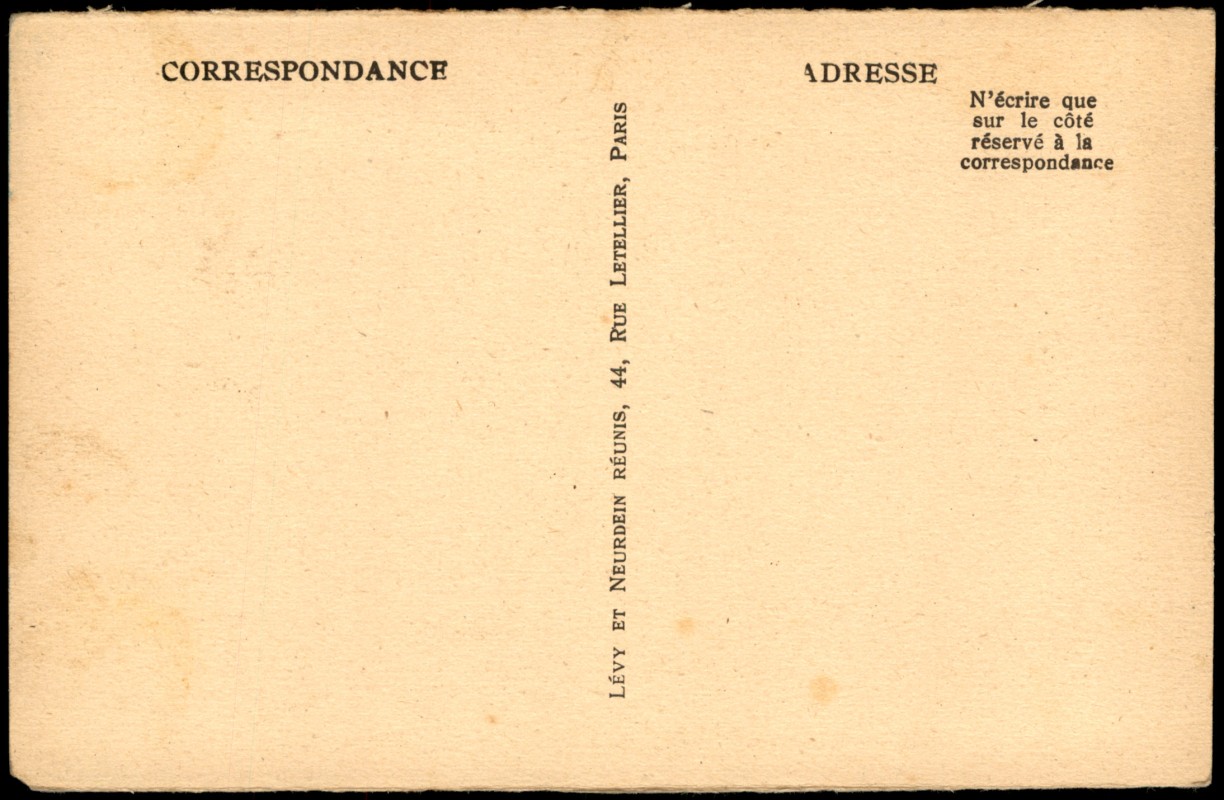 CORRESPONDANCE
ADRESSE
N'écrire que
sur le côté
réservé à la
correspondance
LÉVY ET NEURDEIN RÉUNIS, 44, RUE LETELLIER, PARIS